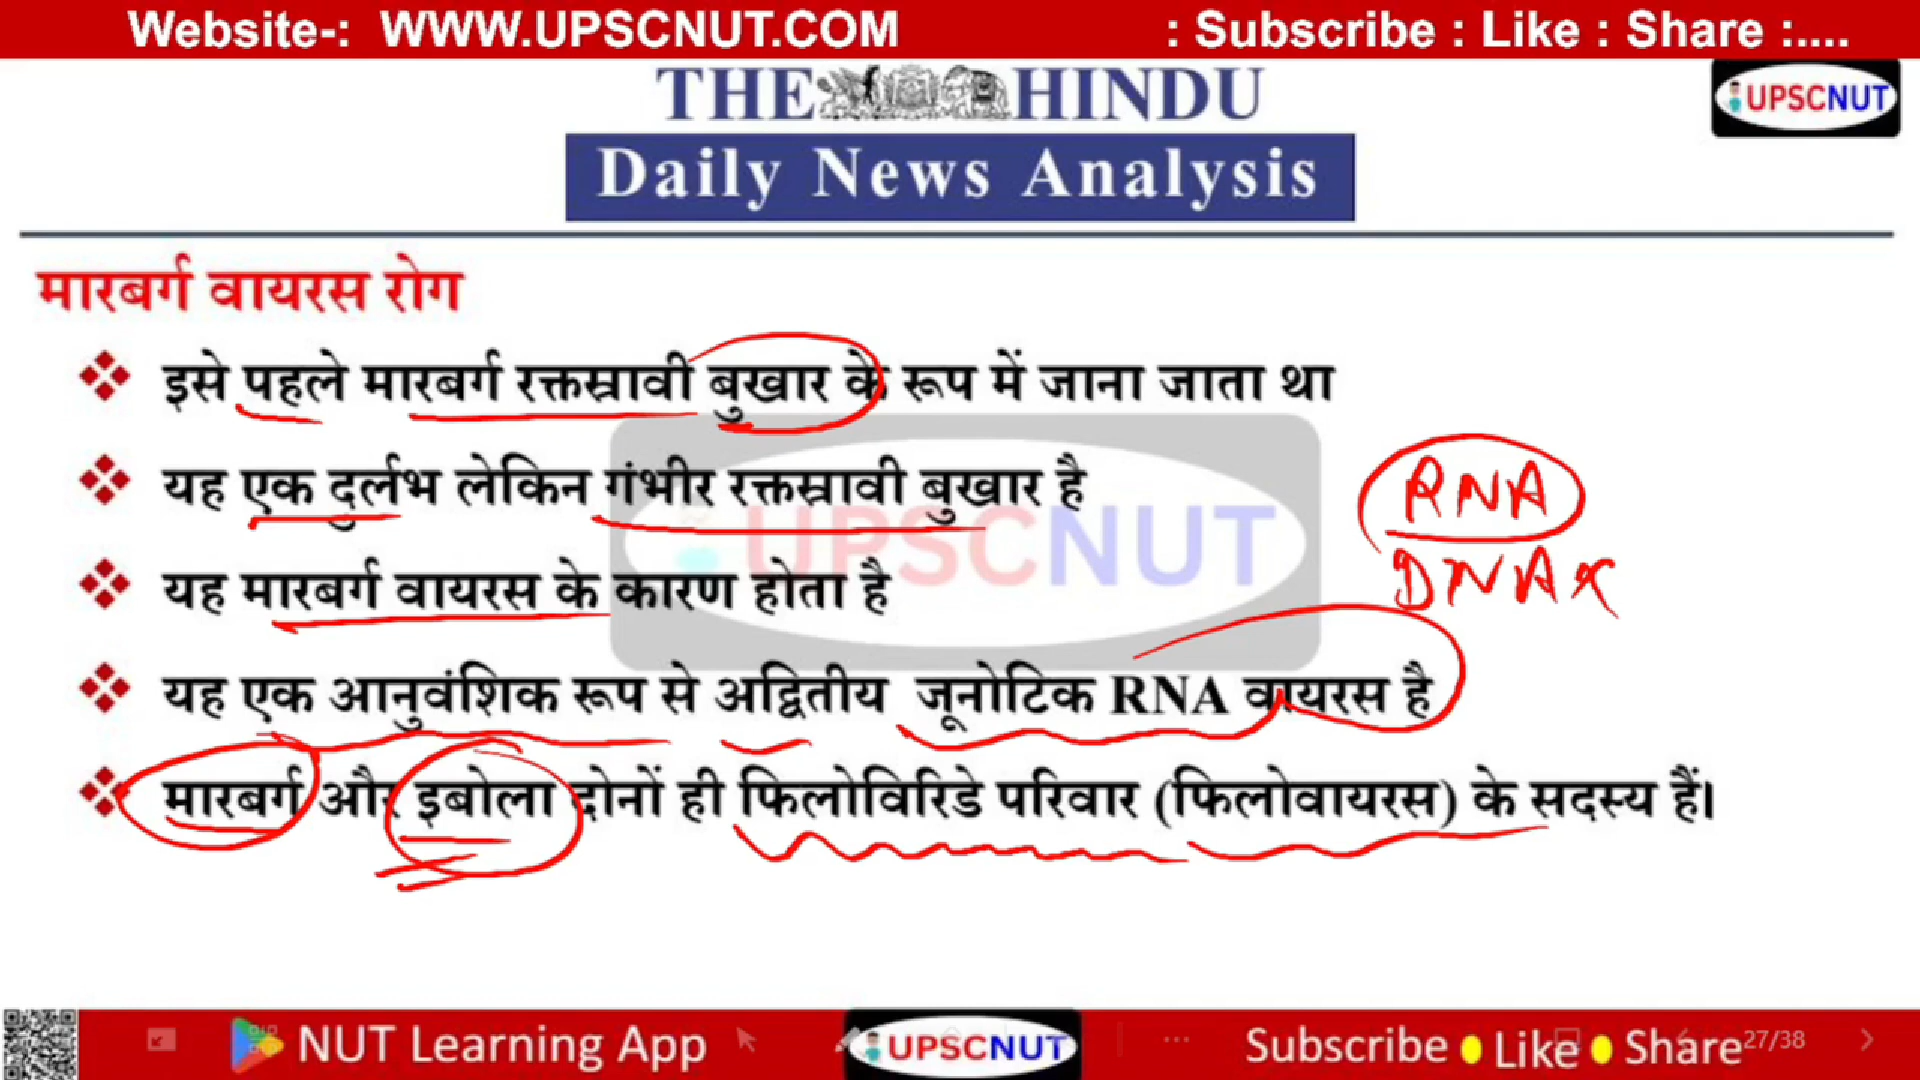 Website-: WWW.UPSCNUT.COM : Subscribe : Like : Share :....
THE HINDU
UPSCNUT
Daily News Analysis
मारबर्ग वायरस रोग
इसे पहले मारबर्ग रक्तस्रावी बुखार के रूप में जाना जाता था
यह एक दुर्लभ लेकिन गंभीर रक्तस्रावी बुखार है
RNA
UPSCNUT
DNA x
यह मारबर्ग वायरस के कारण होता है
यह एक आनुवंशिक रूप से अद्वितीय जूनोटिक RNA वायरस है
मारबर्ग और इबोला दोनों ही फिलोविरिडे परिवार (फिलोवायरस) के सदस्य हैं।
NUT Learning App UPSCNUT Subscribe Like Share 27/38